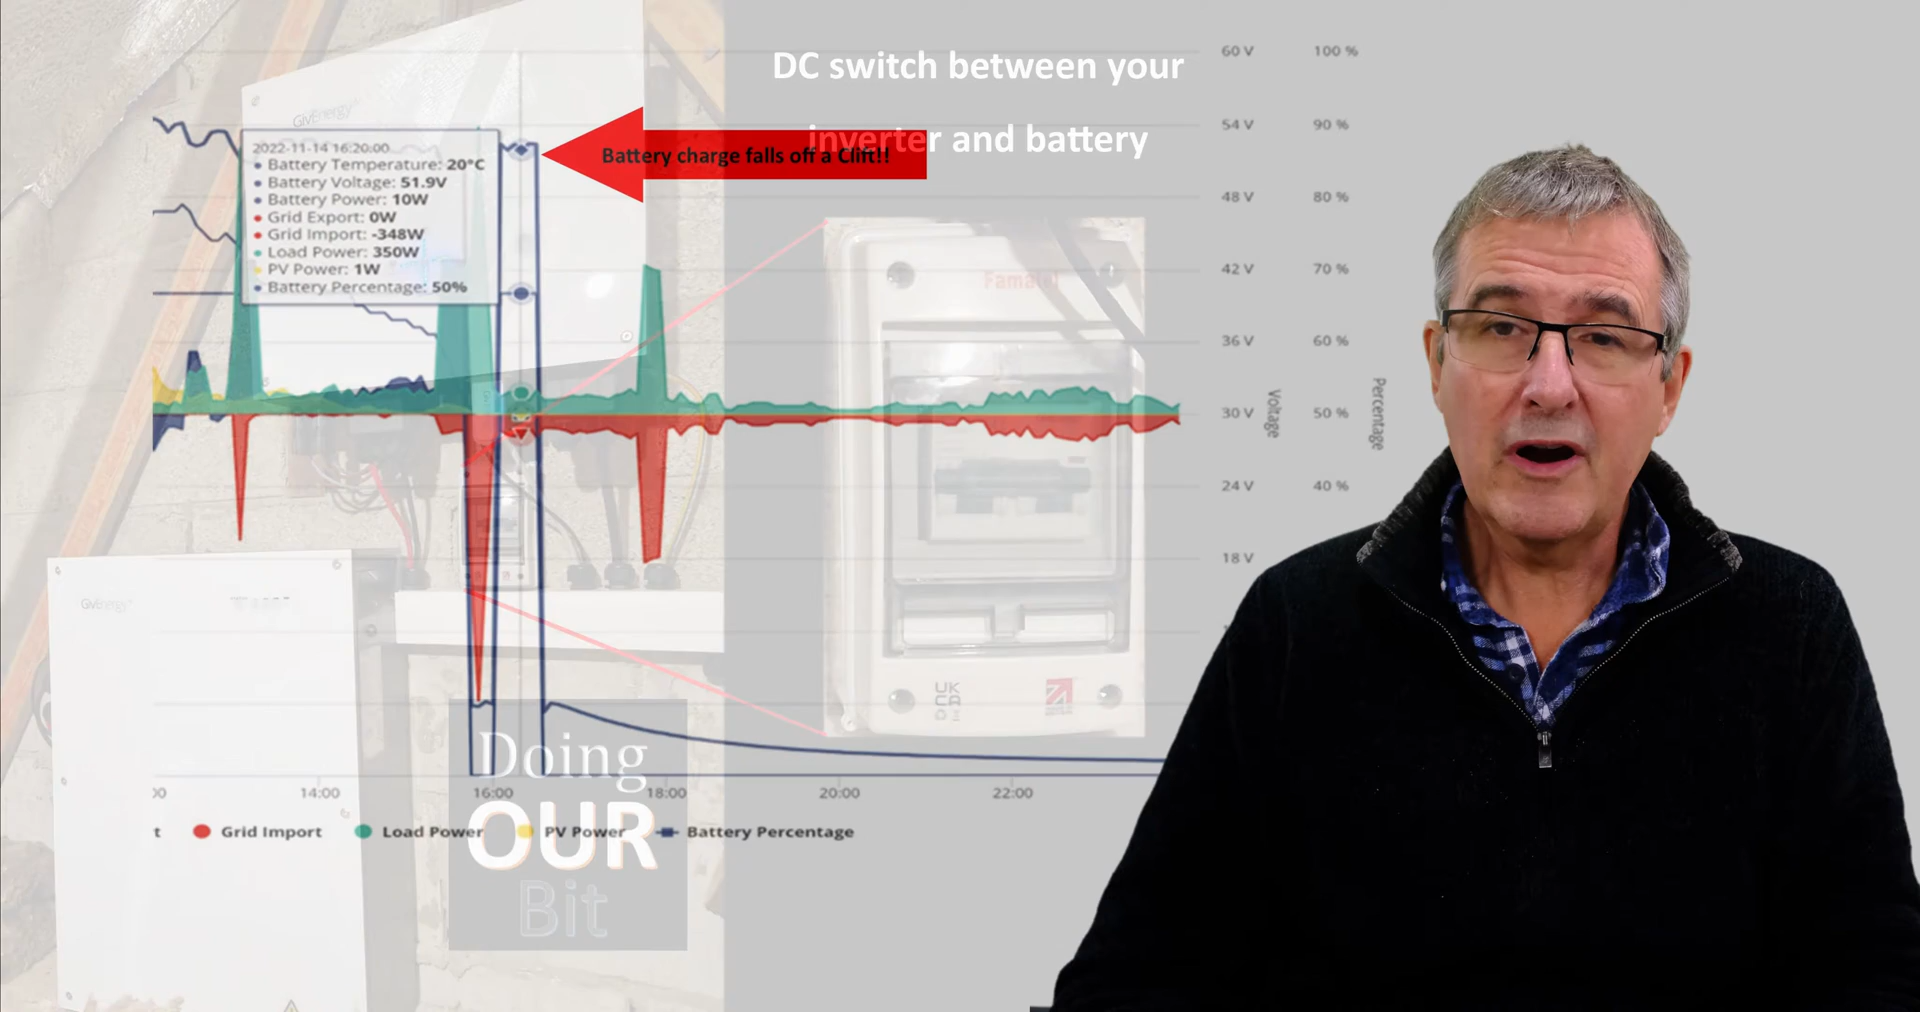 DC switch between your
inverter and battery
Battery charge falls off a Clift!!
GivEnergy
2022-11-14 16:20:00
Battery Temperature: 20°C
Battery Voltage: 51.9V
Battery Power: 10W
Grid Export: 0W
Grid Import: -348W
Load Power: 350W
PV Power: 1W
Battery Percentage: 50%
60 V 100 %
54 V 90 %
48 V 80 %
42 V 70 %
36 V 60 %
30 V 50 %
24 V 40 %
18 V
Voltage
Percentage
UK
CA
GivEnergy
14:00 16:00 18:00 20:00 22:00
t Grid Import Load Power PV Power Battery Percentage
Doing
OUR
Bit